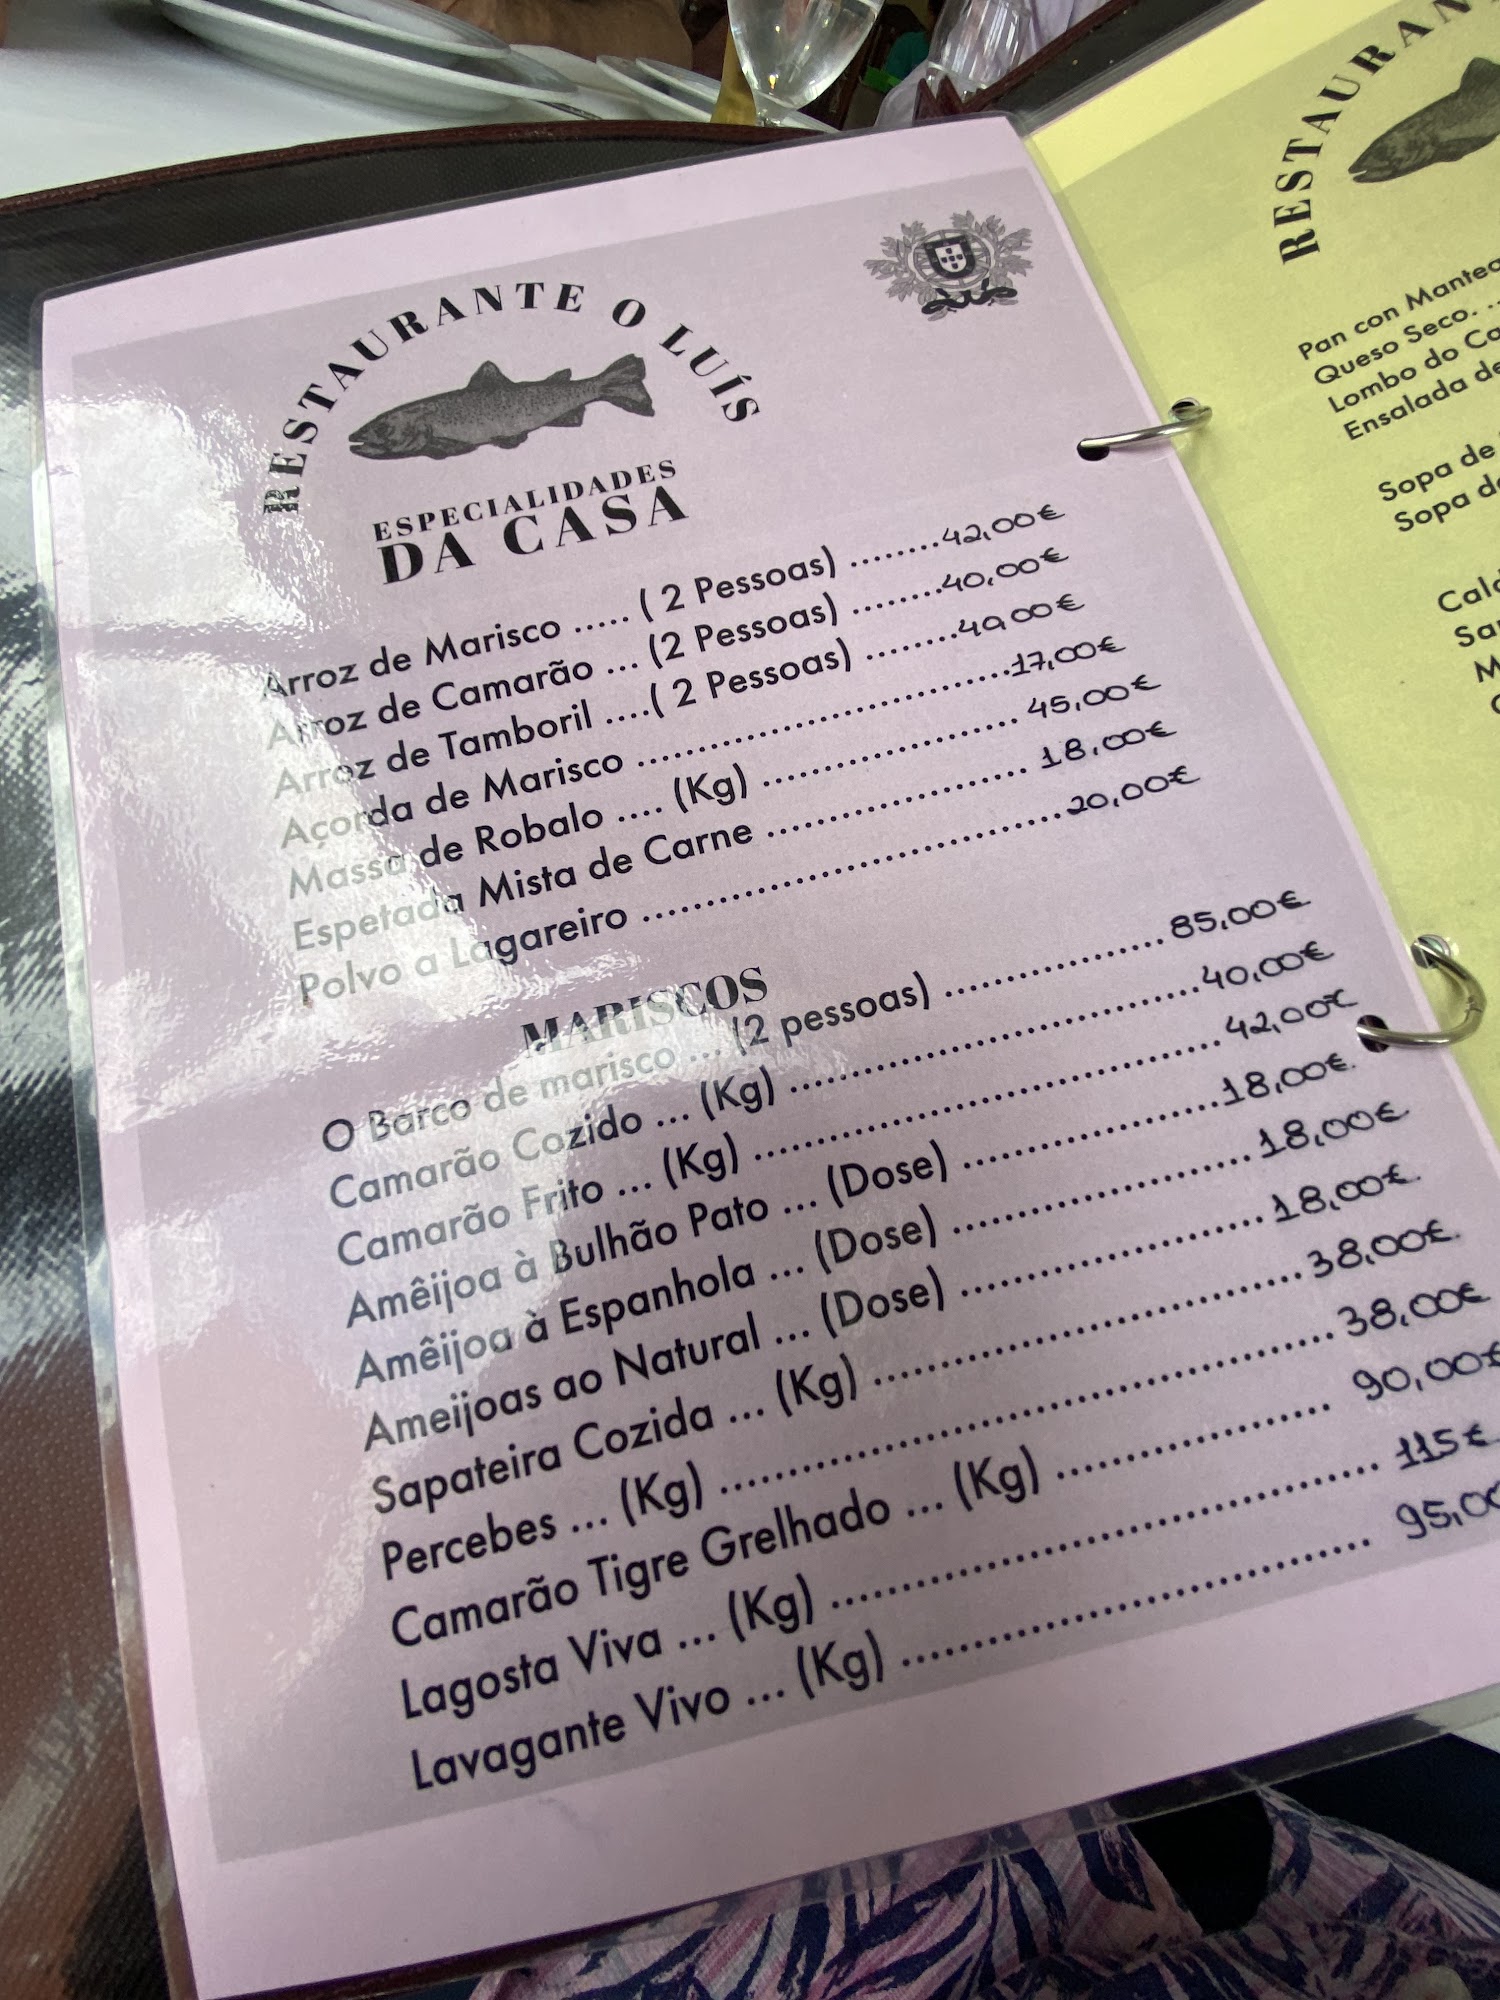 RESTAURANTE O LUÍS
ESPECIALIDADES
DA CASA
Arroz de Marisco ..... ( 2 Pessoas) ........42,00€
Arroz de Camarão ... (2 Pessoas) ........40,00€
Arroz de Tamboril ....( 2 Pessoas) .......40,00€
Açorda de Marisco ................................17,00€
Massa de Robalo .... (Kg) ...................... 45,00€
Espetada Mista de Carne ...................... 18,00€
Polvo a Lagareiro ....................................20,00€
MARISCOS
O Barco de marisco ... (2 pessoas) ..................85,00€
Camarão Cozido ... (Kg) ..................................40,00€
Camarão Frito ... (Kg) ...................................... 42,00€
Amêijoa à Bulhão Pato ... (Dose) .....................18,00€
Amêijoa à Espanhola ... (Dose) ........................18,00€
Ameijoas ao Natural ... (Dose) ........................18,00€
Sapateira Cozida ... (Kg) ..................................38,00€
Percebes ... (Kg) ...............................................38,00€
Camarão Tigre Grelhado ... (Kg) ..................... 90,00€
Lagosta Viva ... (Kg) .......................................... 115€
Lavagante Vivo ... (Kg) ..................................... 95,00
Pan con Mantec
Queso Seco. ..
Lombo do Ca
Ensalada de
Sopa de
Sopa de
Cald
Sar
M